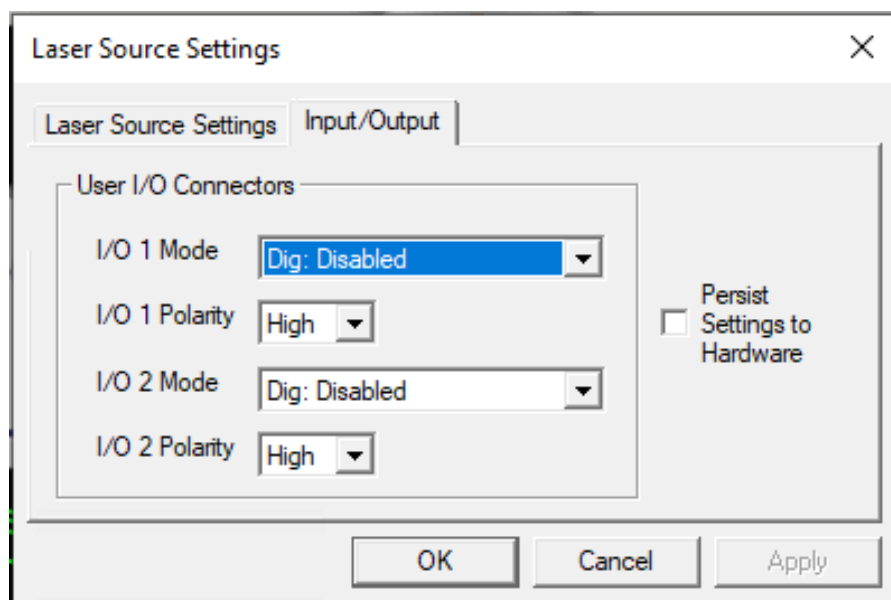 Laser Source Settings
Laser Source Settings
Input/Output
User I/O Connectors
I/O 1 Mode
Dig: Disabled
I/O 1 Polarity
High
I/O 2 Mode
Dig: Disabled
I/O 2 Polarity
High
Persist
Settings to
Hardware
OK
Cancel
Apply